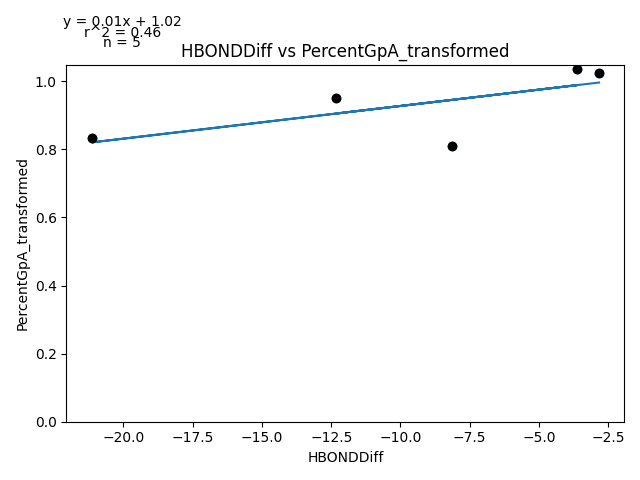 y = 0.01x + 1.02
r^2 = 0.46
n = 5
HBONDDiff vs PercentGpA_transformed
1.0
0.8
0.6
0.4
0.2
0.0
PercentGpA_transformed
−20.0 −17.5 −15.0 −12.5 −10.0 −7.5 −5.0 −2.5
HBONDDiff